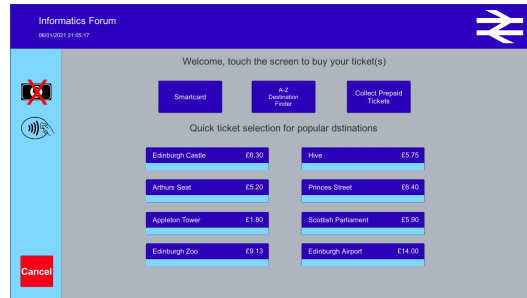 Informatics Forum
06/01/2021 21:05:17
Welcome, touch the screen to buy your ticket(s)
Smartcard
A-Z
Destination
Finder
Collect Prepaid
Tickets
Quick ticket selection for popular dstinations
Edinburgh Castle £6.30
Hive £5.75
Arthurs Seat £5.20
Princes Street £6.40
Appleton Tower £1.80
Scottish Parliament £5.90
Edinburgh Zoo £9.13
Edinburgh Airport £14.00
Cancel